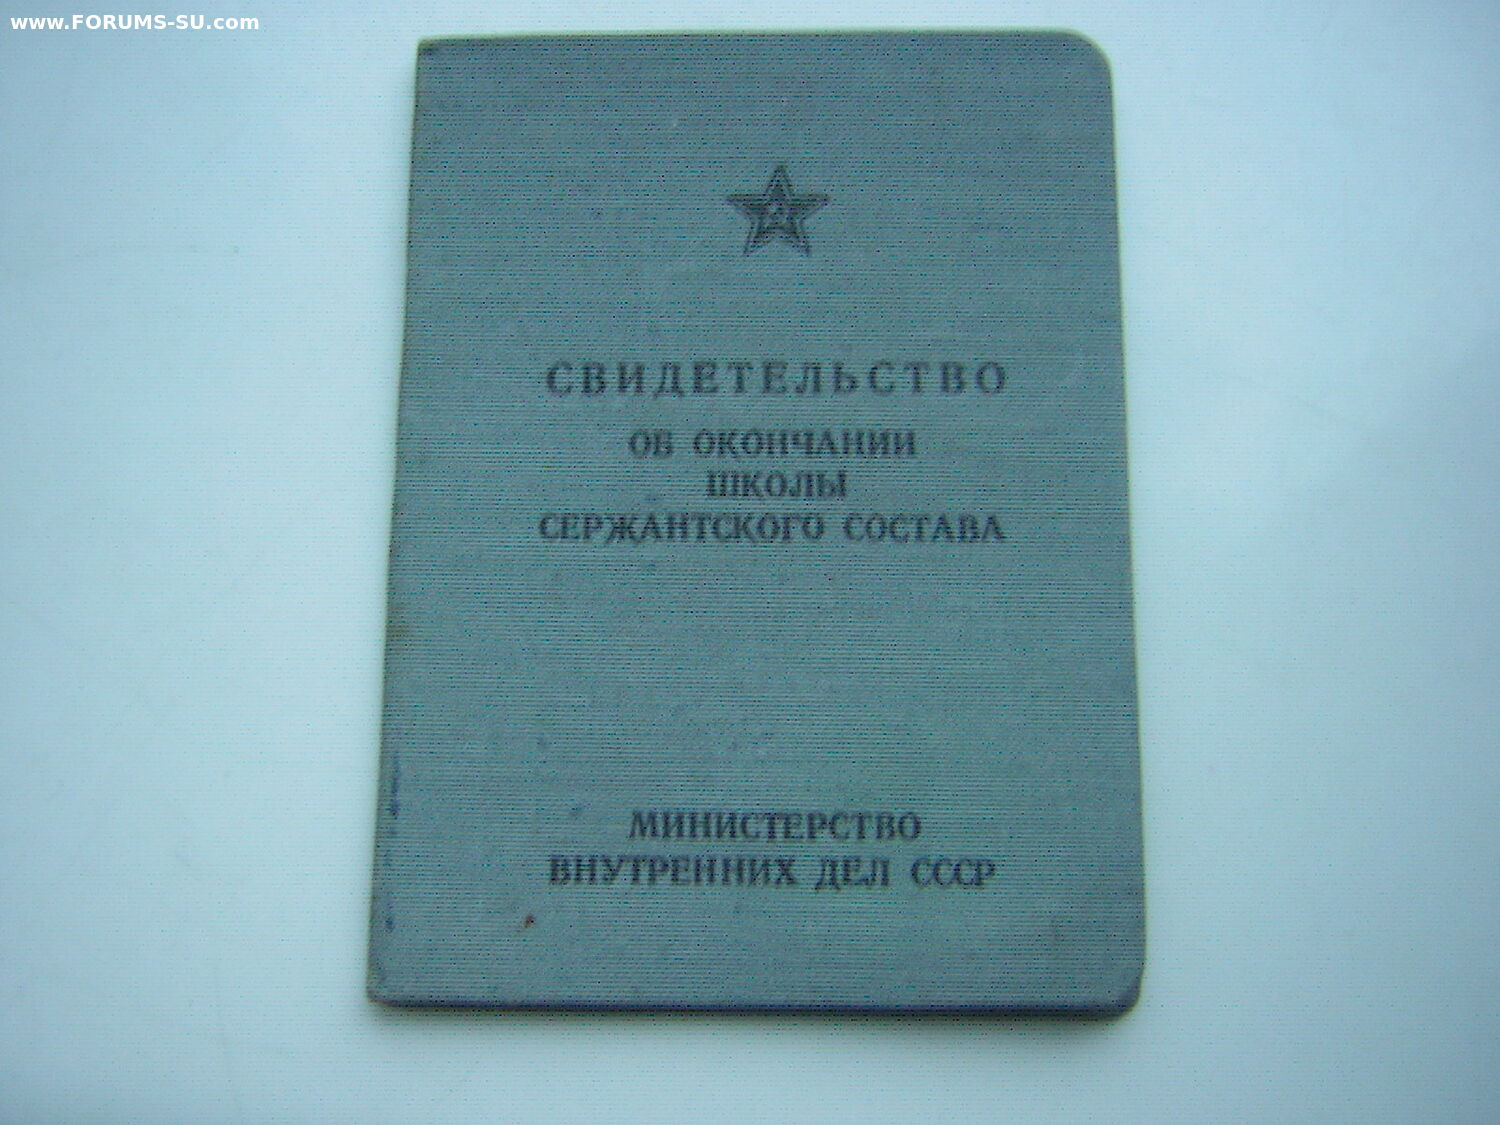 www.FORUMS-SU.com
СВИДЕТЕЛЬСТВО
ОБ ОКОНЧАНИИ
ШКОЛЫ
СЕРЖАНТСКОГО СОСТАВА
МИНИСТЕРСТВО
ВНУТРЕННИХ ДЕЛ СССР